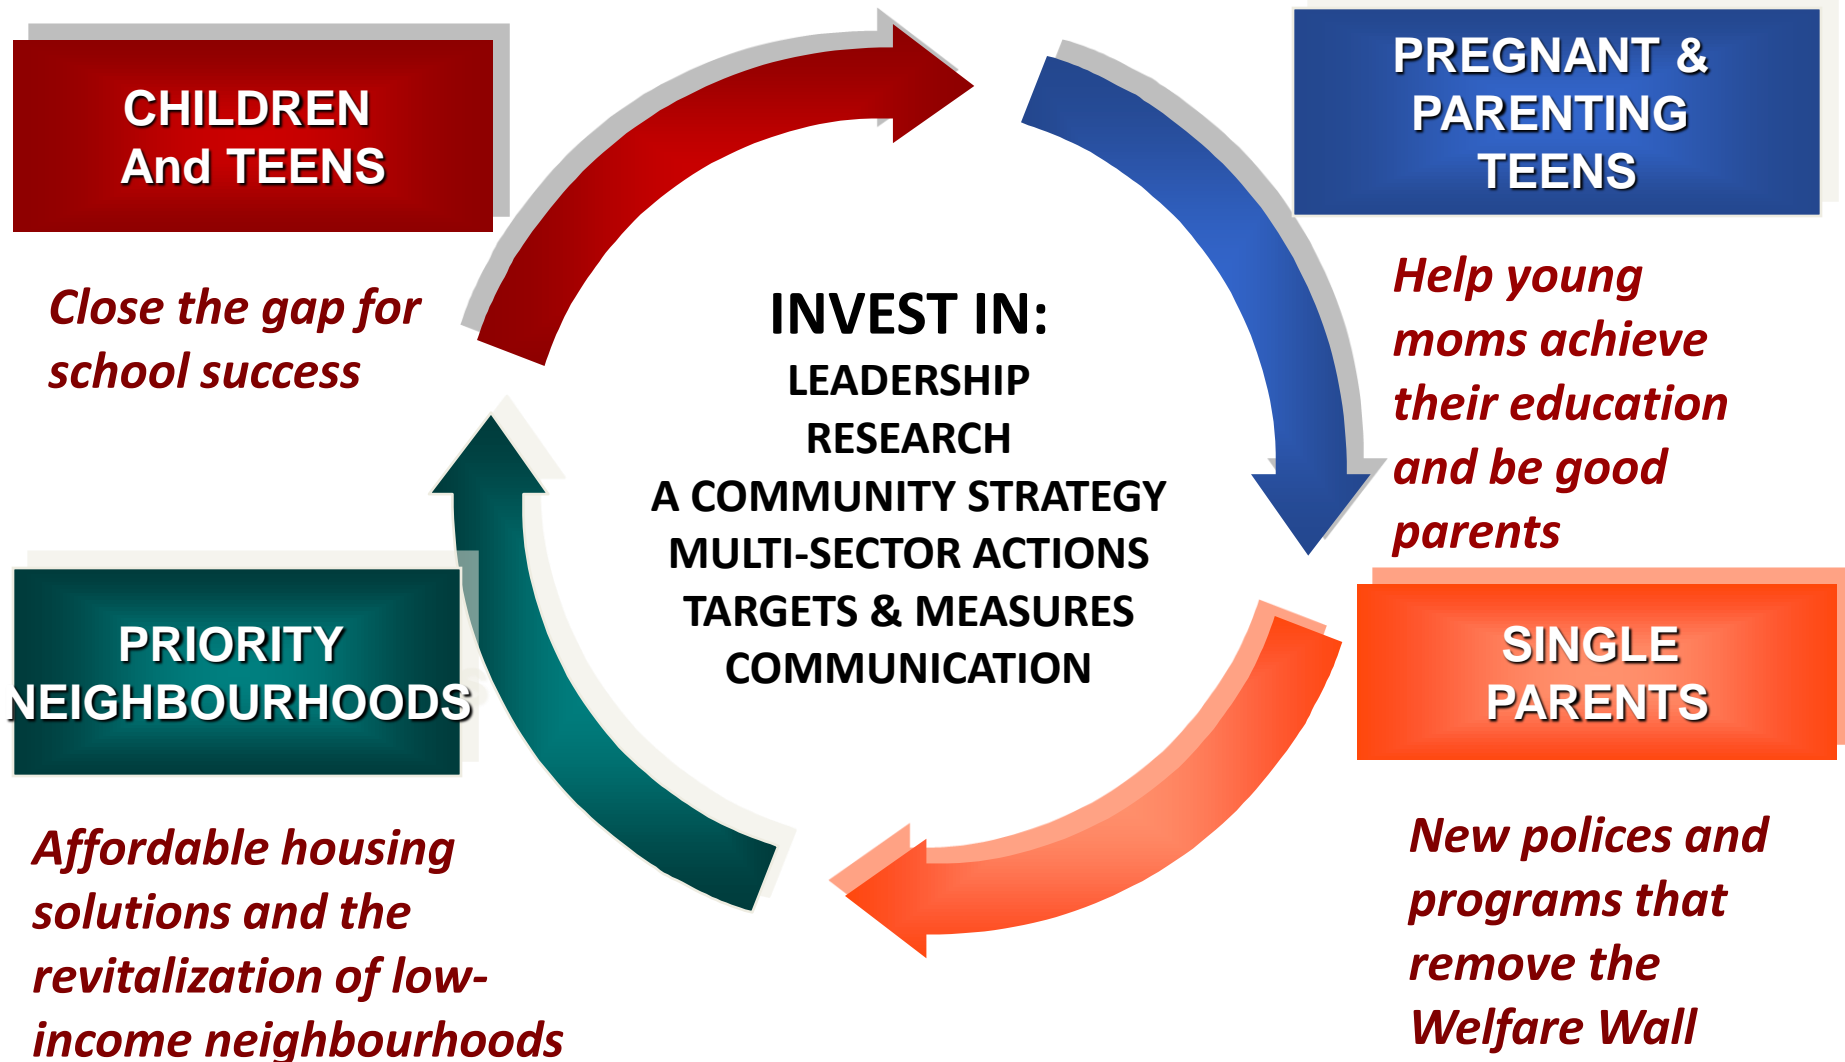 CHILDREN
And TEENS
Close the gap for
school success
PREGNANT &
PARENTING
TEENS
Help young
moms achieve
their education
and be good
parents
INVEST IN:
LEADERSHIP
RESEARCH
A COMMUNITY STRATEGY
MULTI-SECTOR ACTIONS
TARGETS & MEASURES
COMMUNICATION
PRIORITY
NEIGHBOURHOODS
Affordable housing
solutions and the
revitalization of low-
income neighbourhoods
SINGLE
PARENTS
New polices and
programs that
remove the
Welfare Wall